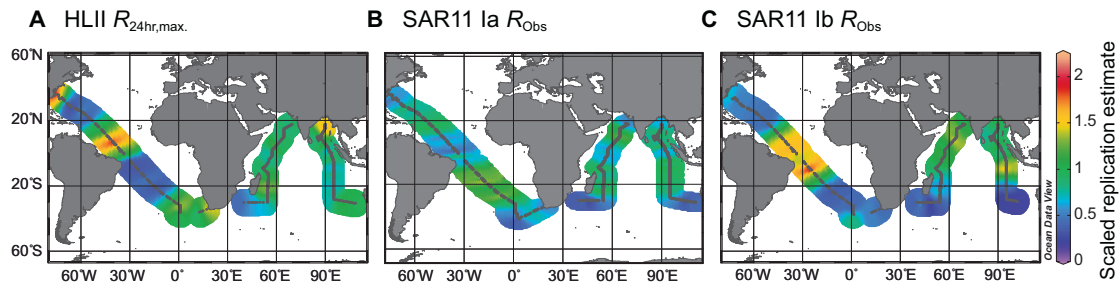 A HLII R24hr,max.
B SAR11 Ia RObs
C SAR11 Ib RObs
60°N
20°N
20°S
60°S
60°W 30°W 0° 30°E 60°E 90°E
60°W 30°W 0° 30°E 60°E 90°E
60°W 30°W 0° 30°E 60°E 90°E
Ocean Data View
2
1.5
1
0.5
0
Scaled replication estimate